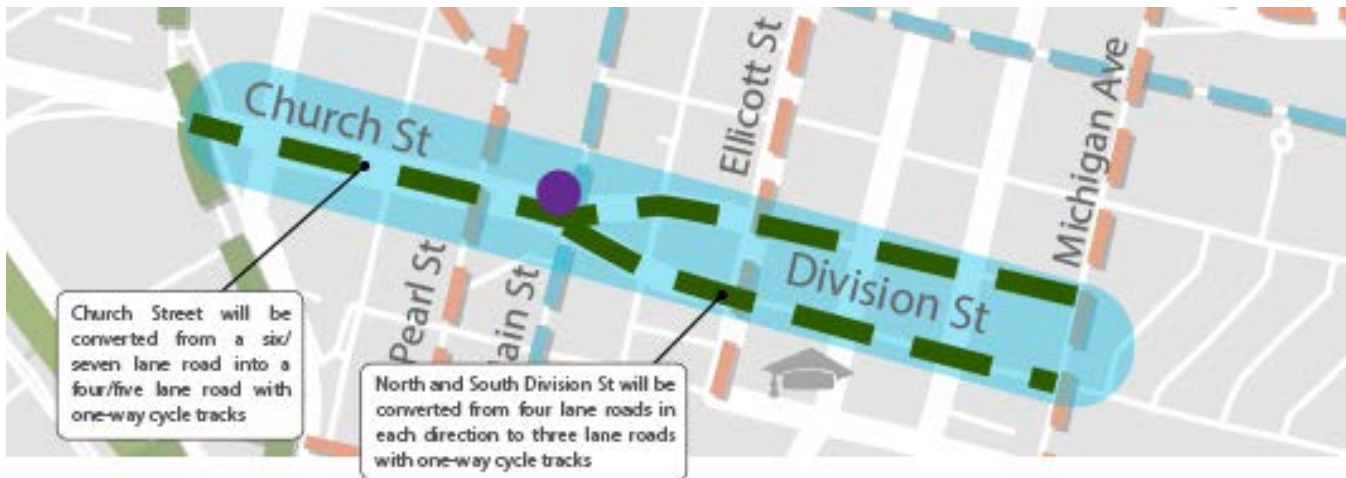 Church St
Ellicott St
Michigan Ave
Pearl St
ain St
Division St
Church Street will be
converted from a six/
seven lane road into a
four/five lane road with
one-way cycle tracks
North and South Division St will be
converted from four lane roads in
each direction to three lane roads
with one-way cycle tracks